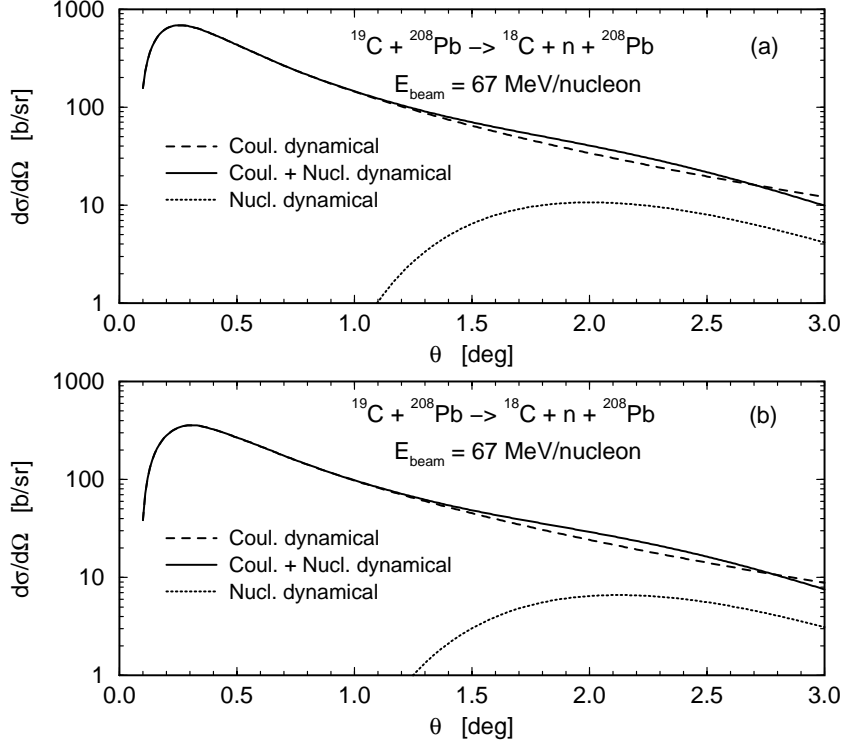 1000
100
10
1
dσ/dΩ [b/sr]
¹⁹C + ²⁰⁸Pb −> ¹⁸C + n + ²⁰⁸Pb (a)
E_beam = 67 MeV/nucleon
Coul. dynamical
Coul. + Nucl. dynamical
Nucl. dynamical
0.0 0.5 1.0 1.5 2.0 2.5 3.0
θ [deg]
1000
100
10
1
dσ/dΩ [b/sr]
¹⁹C + ²⁰⁸Pb −> ¹⁸C + n + ²⁰⁸Pb (b)
E_beam = 67 MeV/nucleon
Coul. dynamical
Coul. + Nucl. dynamical
Nucl. dynamical
0.0 0.5 1.0 1.5 2.0 2.5 3.0
θ [deg]